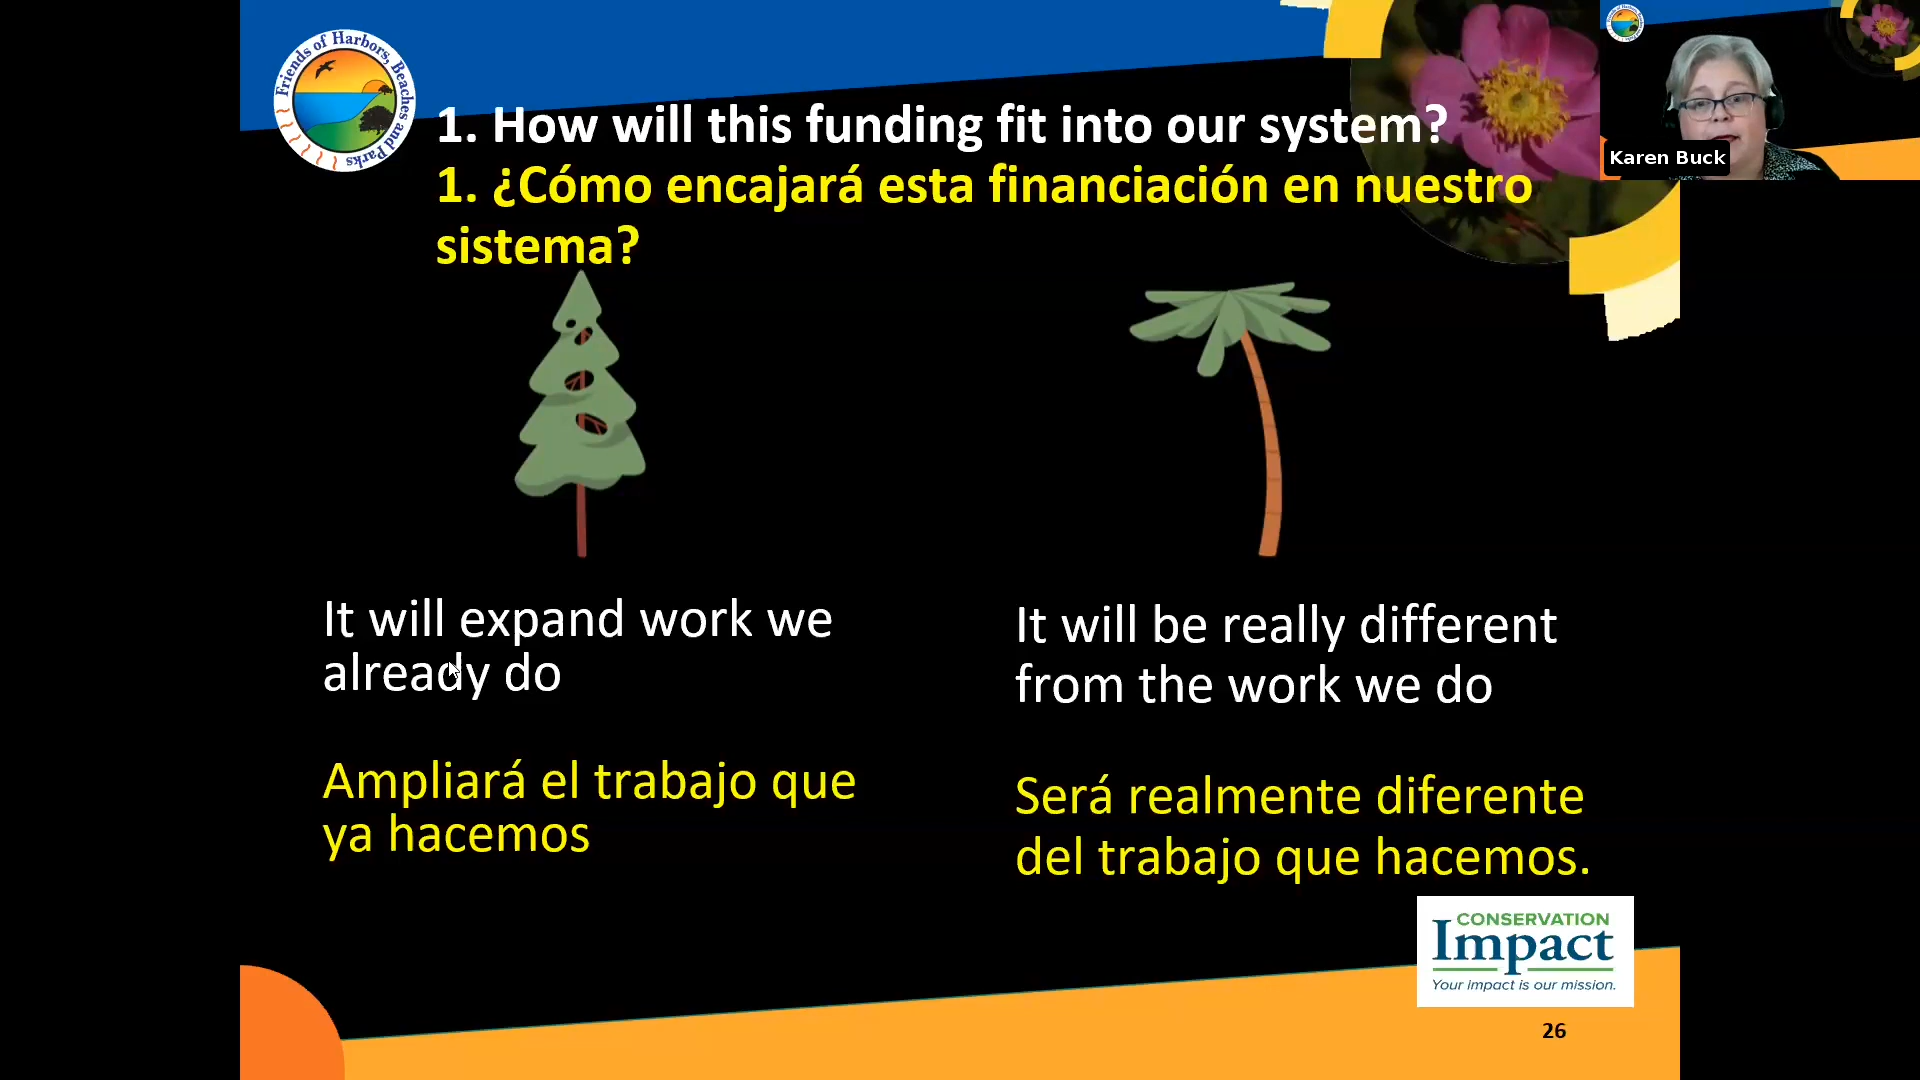 Friends of Harbors, Beaches and Parks
1. How will this funding fit into our system?
1. ¿Cómo encajará esta financiación en nuestro
sistema?
Karen Buck
It will expand work we
already do
It will be really different
from the work we do
Ampliará el trabajo que
ya hacemos
Será realmente diferente
del trabajo que hacemos.
CONSERVATION
Impact
Your impact is our mission.
26